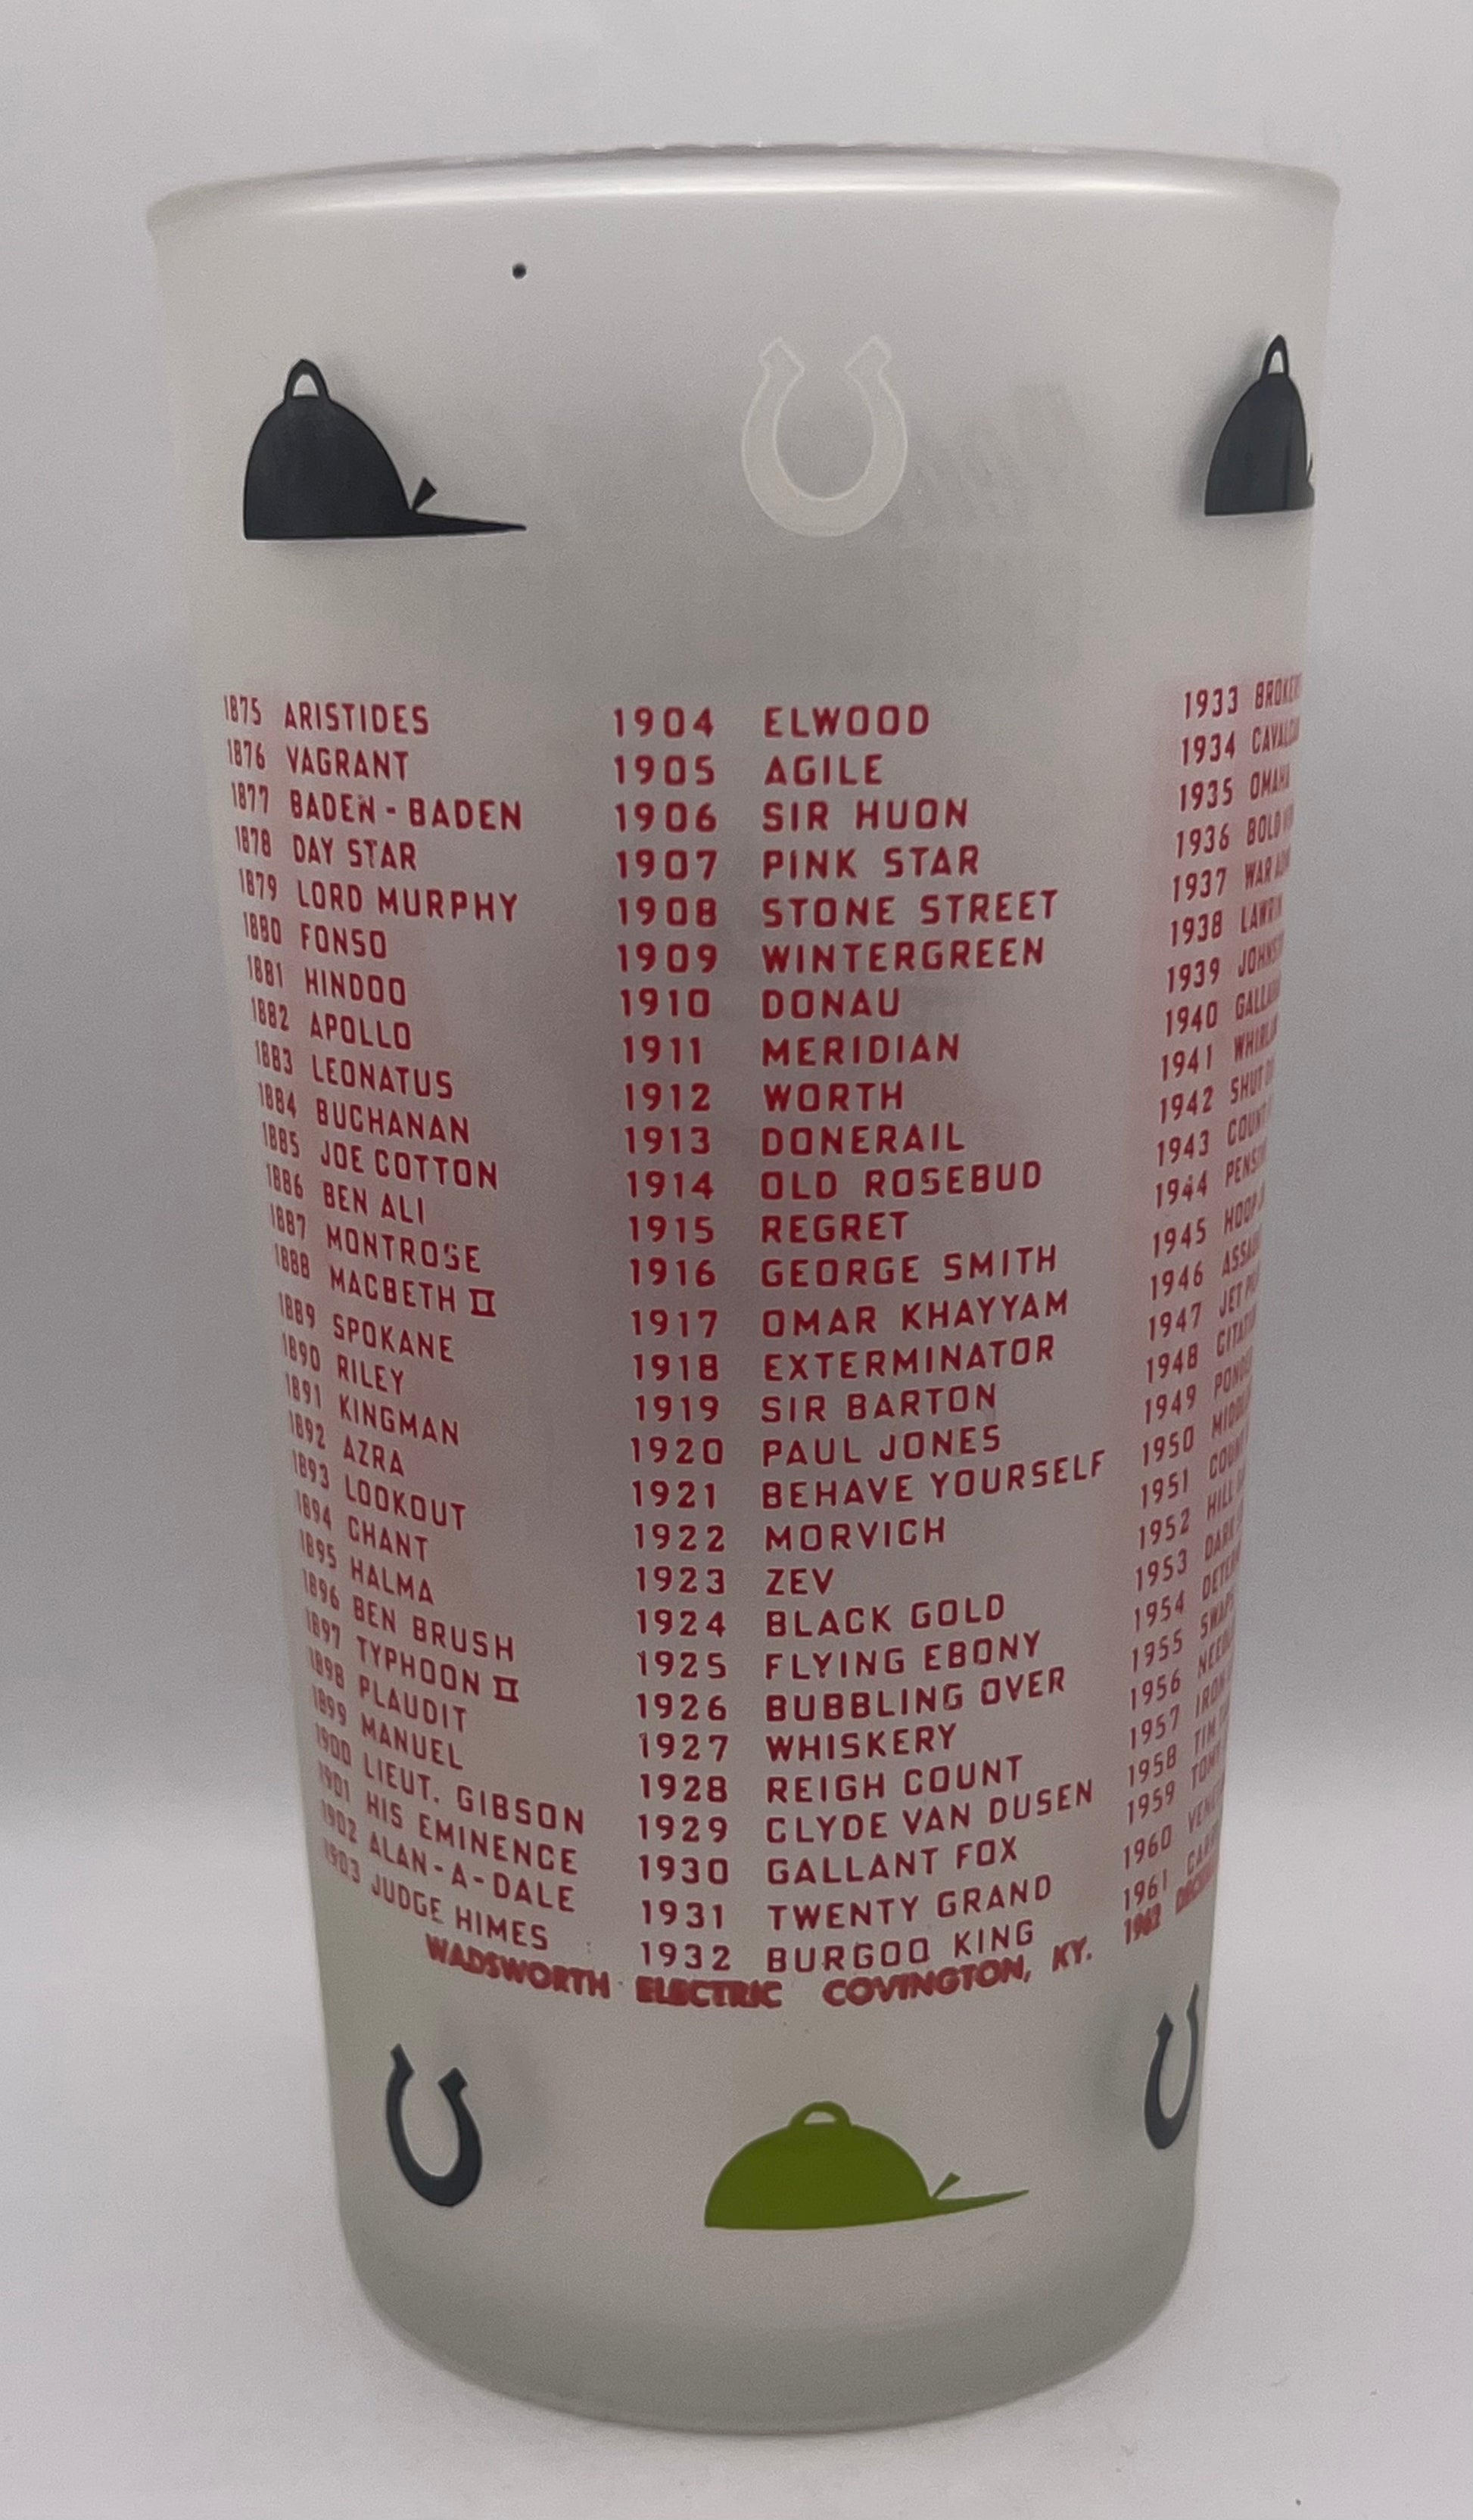 1875 ARISTIDES
1876 VAGRANT
1877 BADEN-BADEN
1878 DAY STAR
1879 LORD MURPHY
1880 FONSO
1881 HINDOO
1882 APOLLO
1883 LEONATUS
1884 BUCHANAN
1885 JOE COTTON
1886 BEN ALI
1887 MONTROSE
1888 MACBETH II
1889 SPOKANE
1890 RILEY
1891 KINGMAN
1892 AZRA
1893 LOOKOUT
1894 CHANT
1895 HALMA
1896 BEN BRUSH
1897 TYPHOON II
1898 PLAUDIT
1899 MANUEL
1900 LIEUT. GIBSON
1901 HIS EMINENCE
1902 ALAN-A-DALE
1903 JUDGE HIMES
1904 ELWOOD
1905 AGILE
1906 SIR HUON
1907 PINK STAR
1908 STONE STREET
1909 WINTERGREEN
1910 DONAU
1911 MERIDIAN
1912 WORTH
1913 DONERAIL
1914 OLD ROSEBUD
1915 REGRET
1916 GEORGE SMITH
1917 OMAR KHAYYAM
1918 EXTERMINATOR
1919 SIR BARTON
1920 PAUL JONES
1921 BEHAVE YOURSELF
1922 MORVICH
1923 ZEV
1924 BLACK GOLD
1925 FLYING EBONY
1926 BUBBLING OVER
1927 WHISKERY
1928 REIGH COUNT
1929 CLYDE VAN DUSEN
1930 GALLANT FOX
1931 TWENTY GRAND
1932 BURGOO KING
1933
1934
1935 OMAHA
1936 BOLD
1937 WAR
1938
1939
1940
1941
1942 SHUT
1943
1944
1945 HOOP
1946
1947 JET
1948
1949
1950
1951
1952 HILL
1953 DARK
1954
1955
1956
1957
1958 TIM
1959
1960
1961
1962
WADSWORTH ELECTRIC COVINGTON, KY.